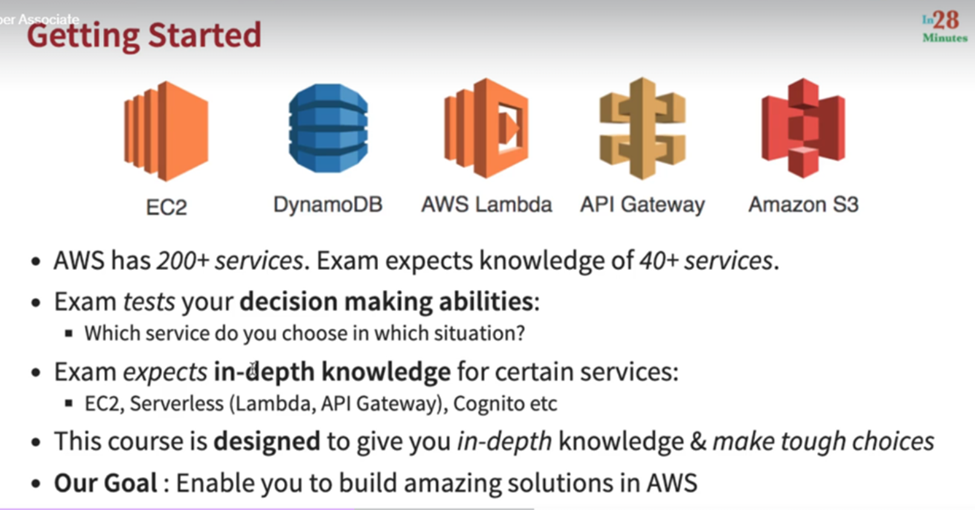 per Associate
Getting Started
In28
Minutes
EC2
DynamoDB
AWS Lambda
API Gateway
Amazon S3
• AWS has 200+ services. Exam expects knowledge of 40+ services.
• Exam tests your decision making abilities:
▪ Which service do you choose in which situation?
• Exam expects in-depth knowledge for certain services:
▪ EC2, Serverless (Lambda, API Gateway), Cognito etc
• This course is designed to give you in-depth knowledge & make tough choices
• Our Goal : Enable you to build amazing solutions in AWS